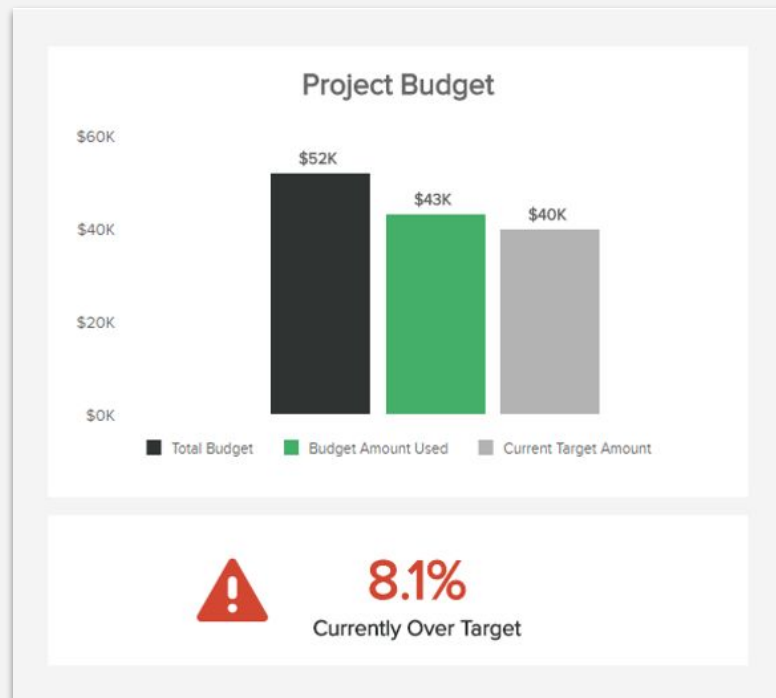 Project Budget
$60K
$52K
$43K
$40K
$40K
$20K
$0K
Total Budget Budget Amount Used Current Target Amount
8.1%
Currently Over Target